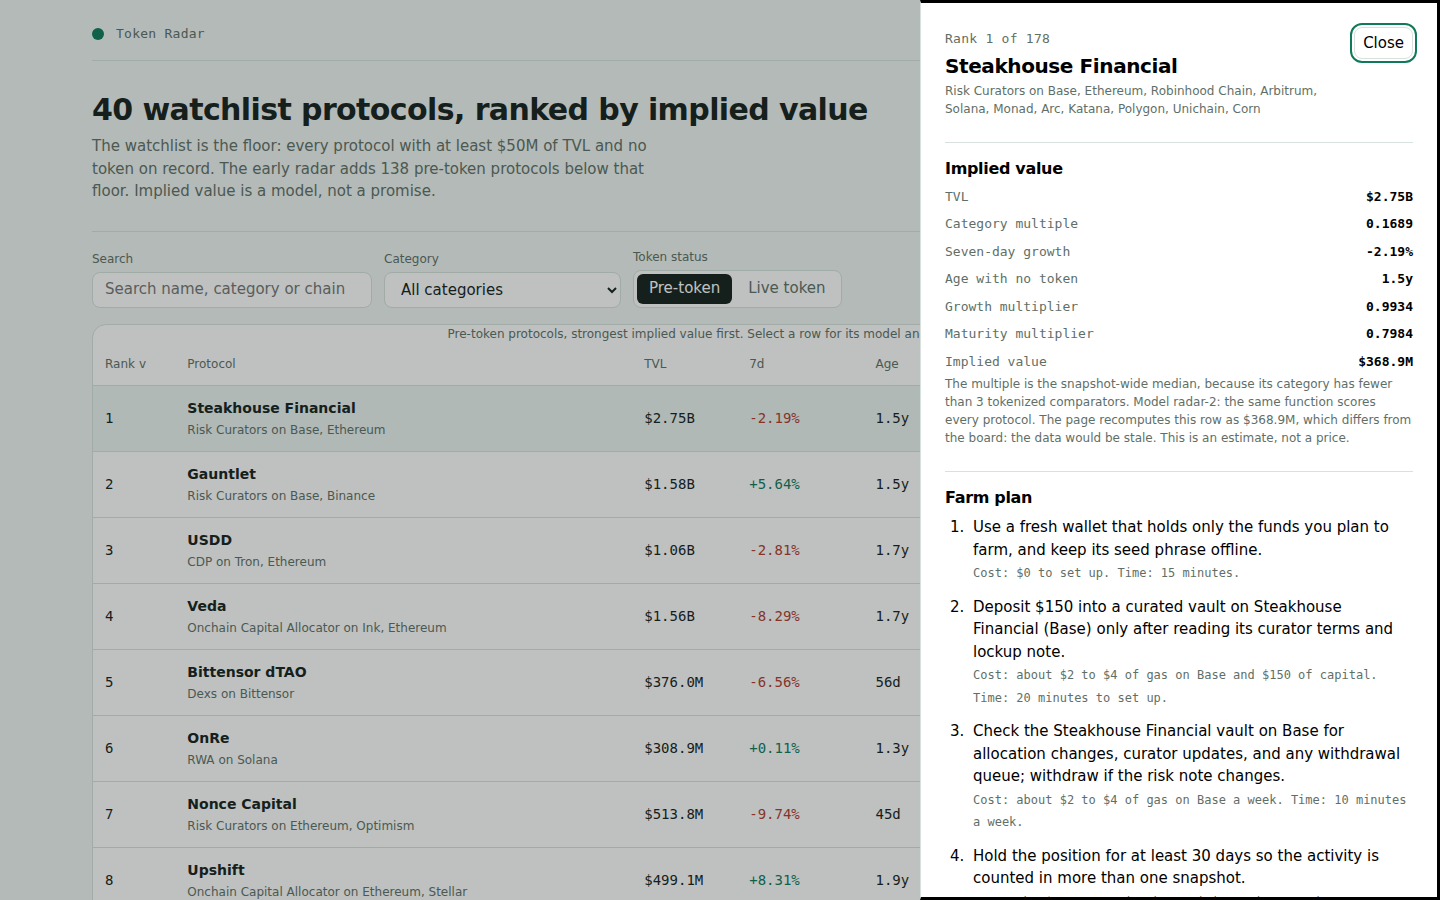 Token Radar
40 watchlist protocols, ranked by implied value
The watchlist is the floor: every protocol with at least $50M of TVL and no
token on record. The early radar adds 138 pre-token protocols below that
floor. Implied value is a model, not a promise.
Search
Category
Token status
Search name, category or chain
All categories
Pre-token
Live token
Pre-token protocols, strongest implied value first. Select a row for its model an
Rank v
Protocol
TVL
7d
Age
1
Steakhouse Financial
Risk Curators on Base, Ethereum
$2.75B
-2.19%
1.5y
2
Gauntlet
Risk Curators on Base, Binance
$1.58B
+5.64%
1.5y
3
USDD
CDP on Tron, Ethereum
$1.06B
-2.81%
1.7y
4
Veda
Onchain Capital Allocator on Ink, Ethereum
$1.56B
-8.29%
1.7y
5
Bittensor dTAO
Dexs on Bittensor
$376.0M
-6.56%
56d
6
OnRe
RWA on Solana
$308.9M
+0.11%
1.3y
7
Nonce Capital
Risk Curators on Ethereum, Optimism
$513.8M
-9.74%
45d
8
Upshift
Onchain Capital Allocator on Ethereum, Stellar
$499.1M
+8.31%
1.9y
Rank 1 of 178
Close
Steakhouse Financial
Risk Curators on Base, Ethereum, Robinhood Chain, Arbitrum,
Solana, Monad, Arc, Katana, Polygon, Unichain, Corn
Implied value
TVL $2.75B
Category multiple 0.1689
Seven-day growth -2.19%
Age with no token 1.5y
Growth multiplier 0.9934
Maturity multiplier 0.7984
Implied value $368.9M
The multiple is the snapshot-wide median, because its category has fewer
than 3 tokenized comparators. Model radar-2: the same function scores
every protocol. The page recomputes this row as $368.9M, which differs from
the board: the data would be stale. This is an estimate, not a price.
Farm plan
1. Use a fresh wallet that holds only the funds you plan to
farm, and keep its seed phrase offline.
Cost: $0 to set up. Time: 15 minutes.
2. Deposit $150 into a curated vault on Steakhouse
Financial (Base) only after reading its curator terms and
lockup note.
Cost: about $2 to $4 of gas on Base and $150 of capital.
Time: 20 minutes to set up.
3. Check the Steakhouse Financial vault on Base for
allocation changes, curator updates, and any withdrawal
queue; withdraw if the risk note changes.
Cost: about $2 to $4 of gas on Base a week. Time: 10 minutes
a week.
4. Hold the position for at least 30 days so the activity is
counted in more than one snapshot.